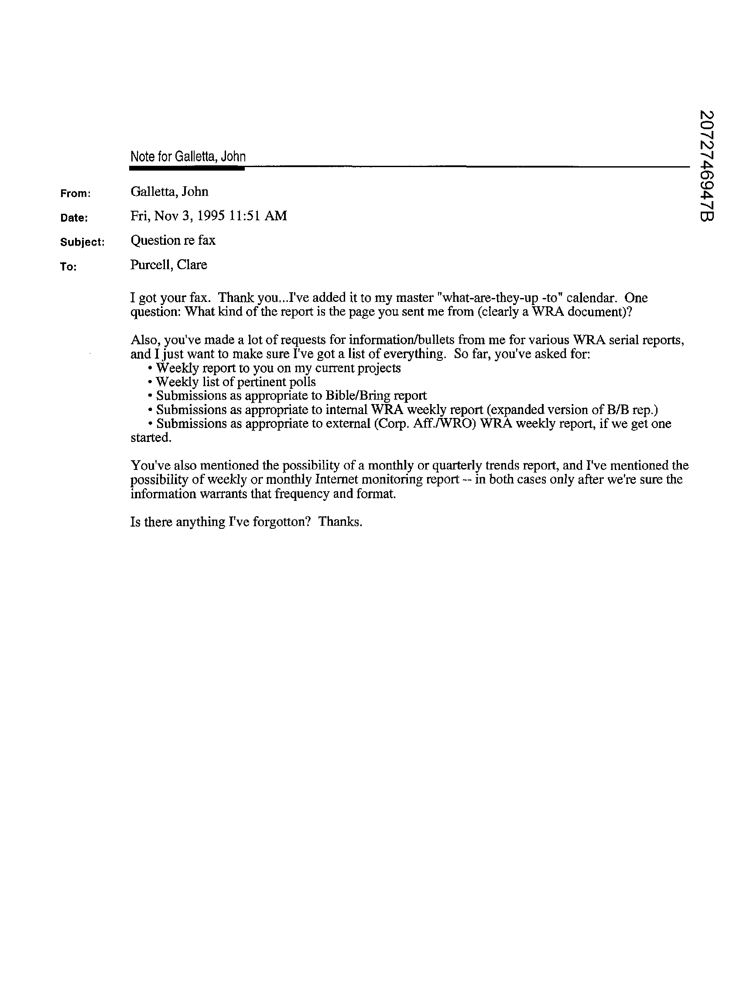 2072746947B
Note for Galletta, John
From: Galletta, John
Date: Fri, Nov 3, 1995 11:51 AM
Subject: Question re fax
To: Purcell, Clare
I got your fax. Thank you...I've added it to my master "what-are-they-up -to" calendar. One
question: What kind of the report is the page you sent me from (clearly a WRA document)?
Also, you've made a lot of requests for information/bullets from me for various WRA serial reports,
and I just want to make sure I've got a list of everything. So far, you've asked for:
• Weekly report to you on my current projects
• Weekly list of pertinent polls
• Submissions as appropriate to Bible/Bring report
• Submissions as appropriate to internal WRA weekly report (expanded version of B/B rep.)
• Submissions as appropriate to external (Corp. Aff./WRO) WRA weekly report, if we get one
started.
You've also mentioned the possibility of a monthly or quarterly trends report, and I've mentioned the
possibility of weekly or monthly Internet monitoring report -- in both cases only after we're sure the
information warrants that frequency and format.
Is there anything I've forgotton? Thanks.